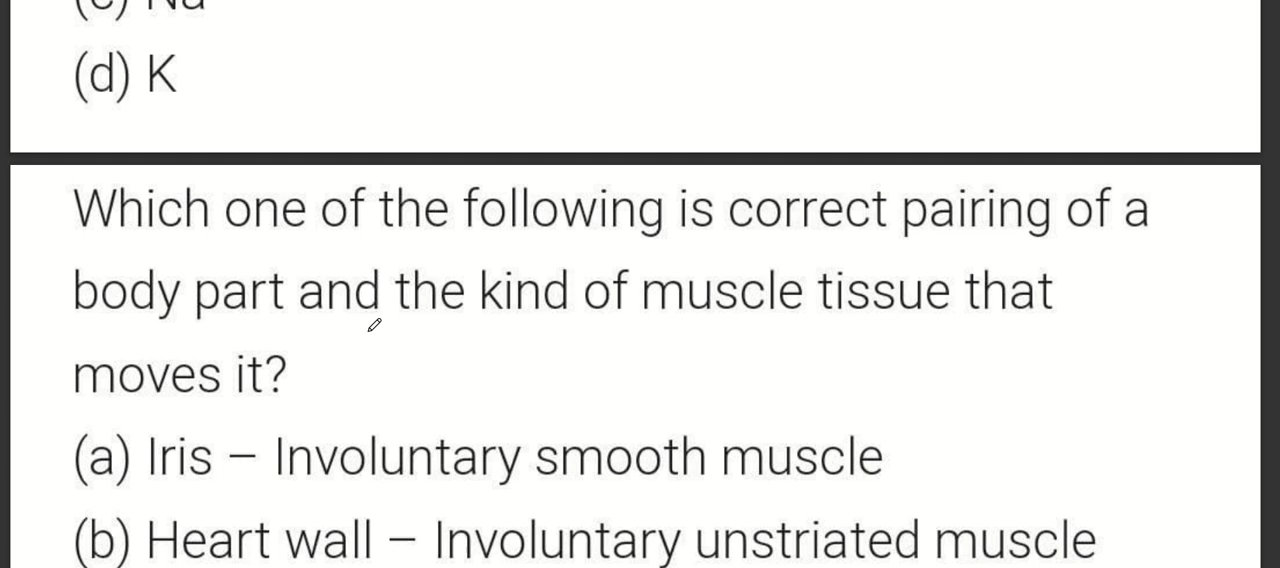 (c) Na
(d) K
Which one of the following is correct pairing of a
body part and the kind of muscle tissue that
moves it?
(a) Iris – Involuntary smooth muscle
(b) Heart wall – Involuntary unstriated muscle